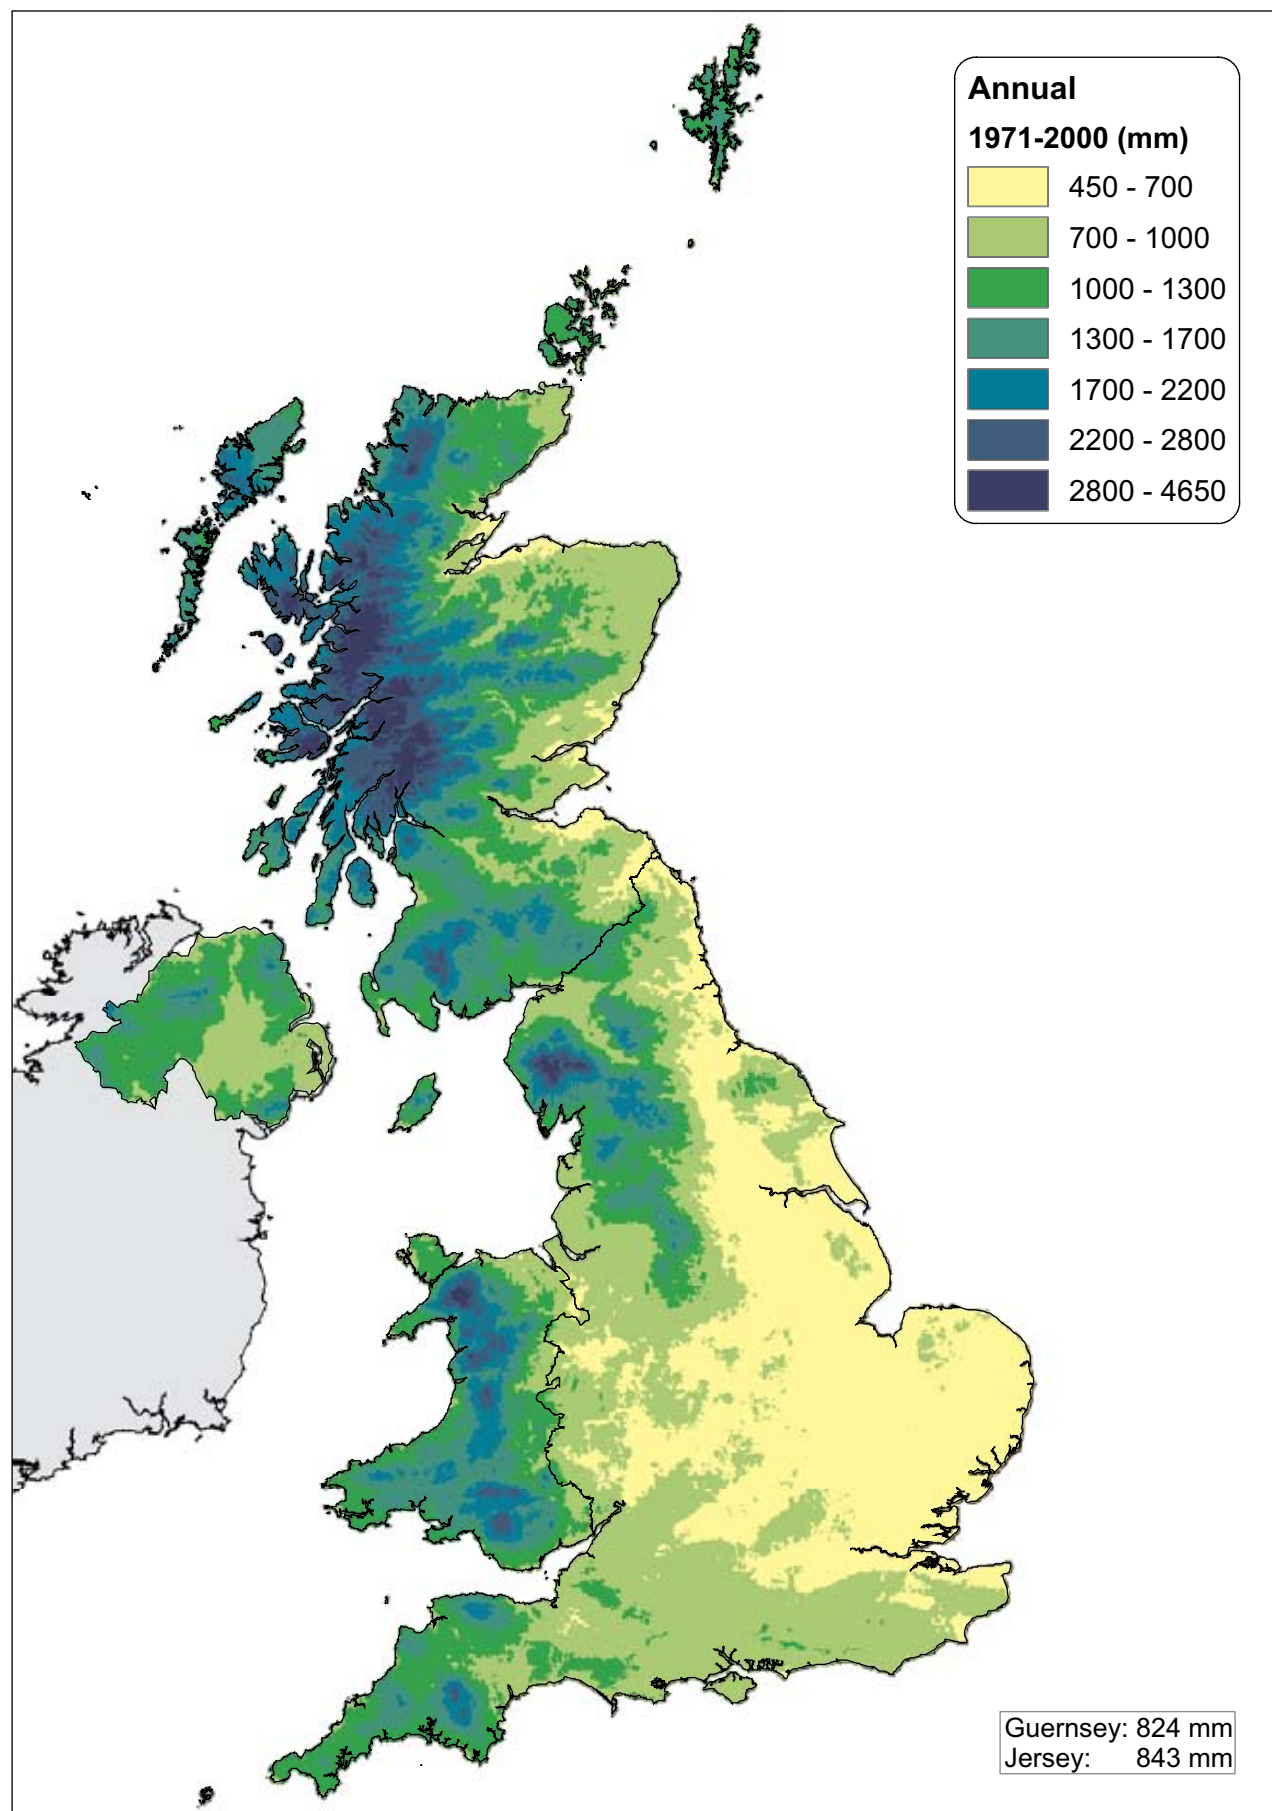 Annual
1971-2000 (mm)
450 - 700
700 - 1000
1000 - 1300
1300 - 1700
1700 - 2200
2200 - 2800
2800 - 4650
Guernsey: 824 mm
Jersey: 843 mm